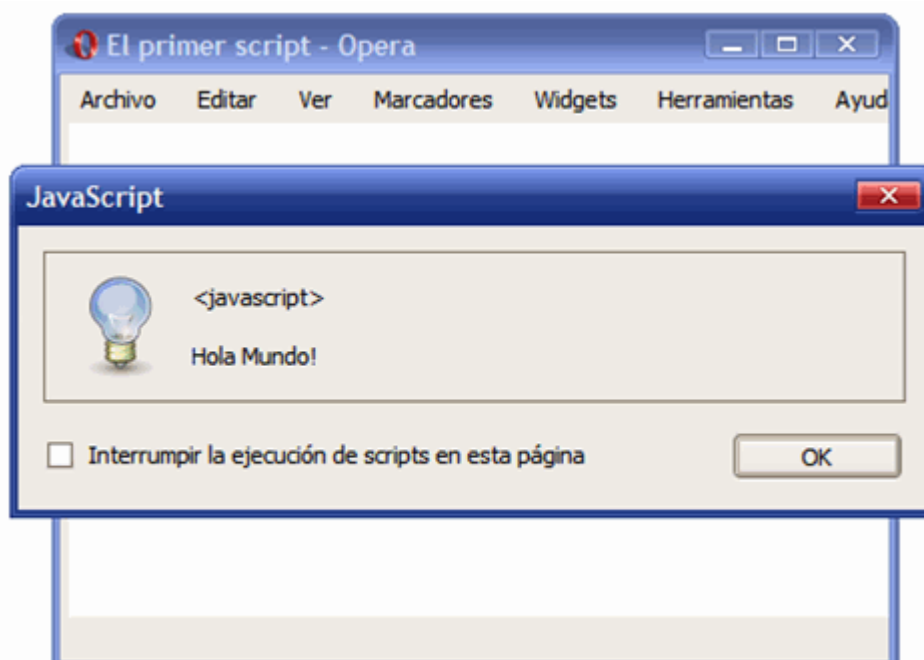 El primer script - Opera
Archivo Editar Ver Marcadores Widgets Herramientas Ayud
JavaScript
<javascript>
Hola Mundo!
Interrumpir la ejecución de scripts en esta página OK